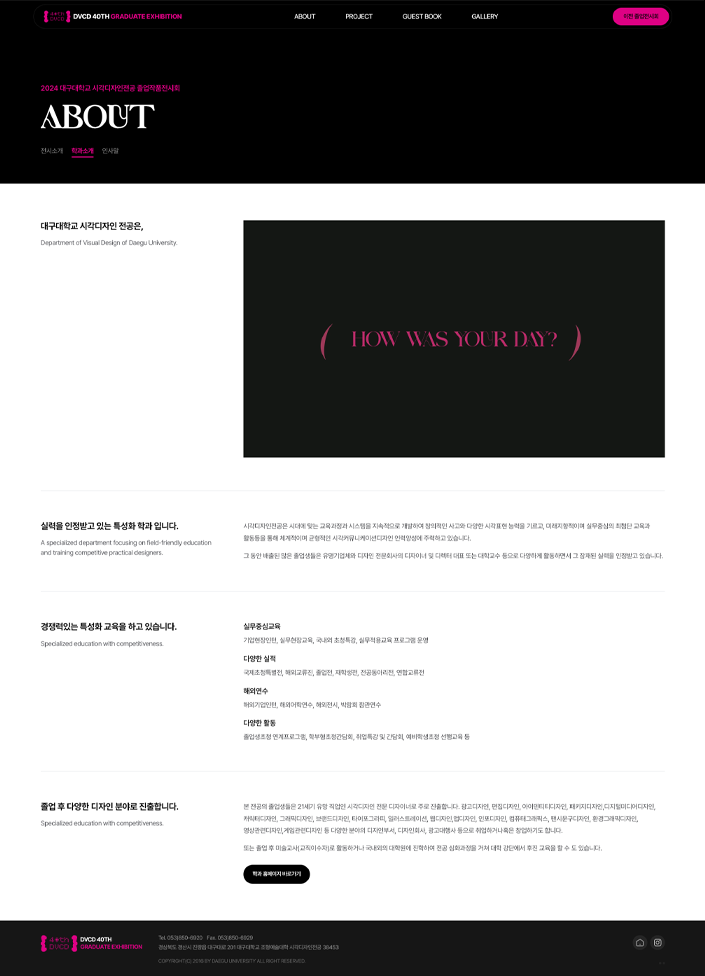 40th
DVCD
DVCD 40TH GRADUATE EXHIBITION
ABOUT
PROJECT
GUEST BOOK
GALLERY
이전 졸업전시회
2024 대구대학교 시각디자인전공 졸업작품전시회
ABOUT
전시소개
학과소개
인사말
대구대학교 시각디자인 전공은,
Department of Visual Design of Daegu University.
( HOW WAS YOUR DAY? )
실력을 인정받고 있는 특성화 학과 입니다.
A specialized department focusing on field-friendly education
and training competitive practical designers.
시각디자인전공은 시대에 맞는 교육과정과 시스템을 지속적으로 개발하여 창의적인 사고와 다양한 시각표현 능력을 기르고, 미래지향적이며 실무중심의 최첨단 교육과
활동등을 통해 체계적이며 균형적인 시각커뮤니케이션디자인 인력양성에 주력하고 있습니다.
그 동안 배출된 많은 졸업생들은 유명기업체와 디자인 전문회사의 디자이너 및 디렉터 대표 또는 대학교수 등으로 다양하게 활동하면서 그 잠재된 실력을 인정받고 있습니다.
경쟁력있는 특성화 교육을 하고 있습니다.
Specialized education with competitiveness.
실무중심교육
기업현장인턴, 실무현장교육, 국내외 초청특강, 실무적응교육 프로그램 운영
다양한 실적
국제초청특별전, 해외교류전, 졸업전, 재학생전, 전공동아리전, 연합교류전
해외연수
해외기업인턴, 해외어학연수, 해외전시, 박람회 참관연수
다양한 활동
졸업생초청 연계프로그램, 학부형초청간담회, 취업특강 및 간담회, 예비학생초청 선행교육 등
졸업 후 다양한 디자인 분야로 진출합니다.
Specialized education with competitiveness.
본 전공의 졸업생들은 21세기 유망 직업인 시각디자인 전문 디자이너로 주로 진출합니다. 광고디자인, 편집디자인, 아이덴티티디자인, 패키지디자인,디지털미디어디자인,
캐릭터디자인, 그래픽디자인, 브랜드디자인, 타이포그라피, 일러스트레이션, 웹디자인,앱디자인, 인포디자인, 컴퓨터그래픽스, 팬시문구디자인, 환경그래픽디자인,
영상관련디자인,게임관련디자인 등 다양한 분야의 디자인부서, 디자인회사, 광고대행사 등으로 취업하거나혹은 창업하기도 합니다.
또는 졸업 후 미술교사(교직이수자)로 활동하거나 국내외의 대학원에 진학하여 전공 심화과정을 거쳐 대학 강단에서 후진 교육을 할 수 도 있습니다.
학과 홈페이지 바로가기
40th
DVCD
DVCD 40TH
GRADUATE EXHIBITION
Tel. 053)850-6820 Fax. 053)850-6829
경상북도 경산시 진량읍 대구대로 201 대구대학교 조형예술대학 시각디자인전공 38453
COPYRIGHT(C) 2018 BY DAEGU UNIVERSITY ALL RIGHT RESERVED.